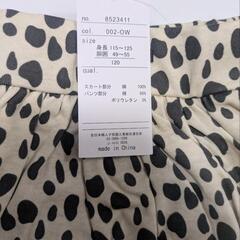 no. 8523411
col. 002-OW
size
身長 115～125
胴囲 49～55
120
qual.
スカート部分 綿 100%
パンツ部分 綿 95%
ポリウレタン 5%
made in China